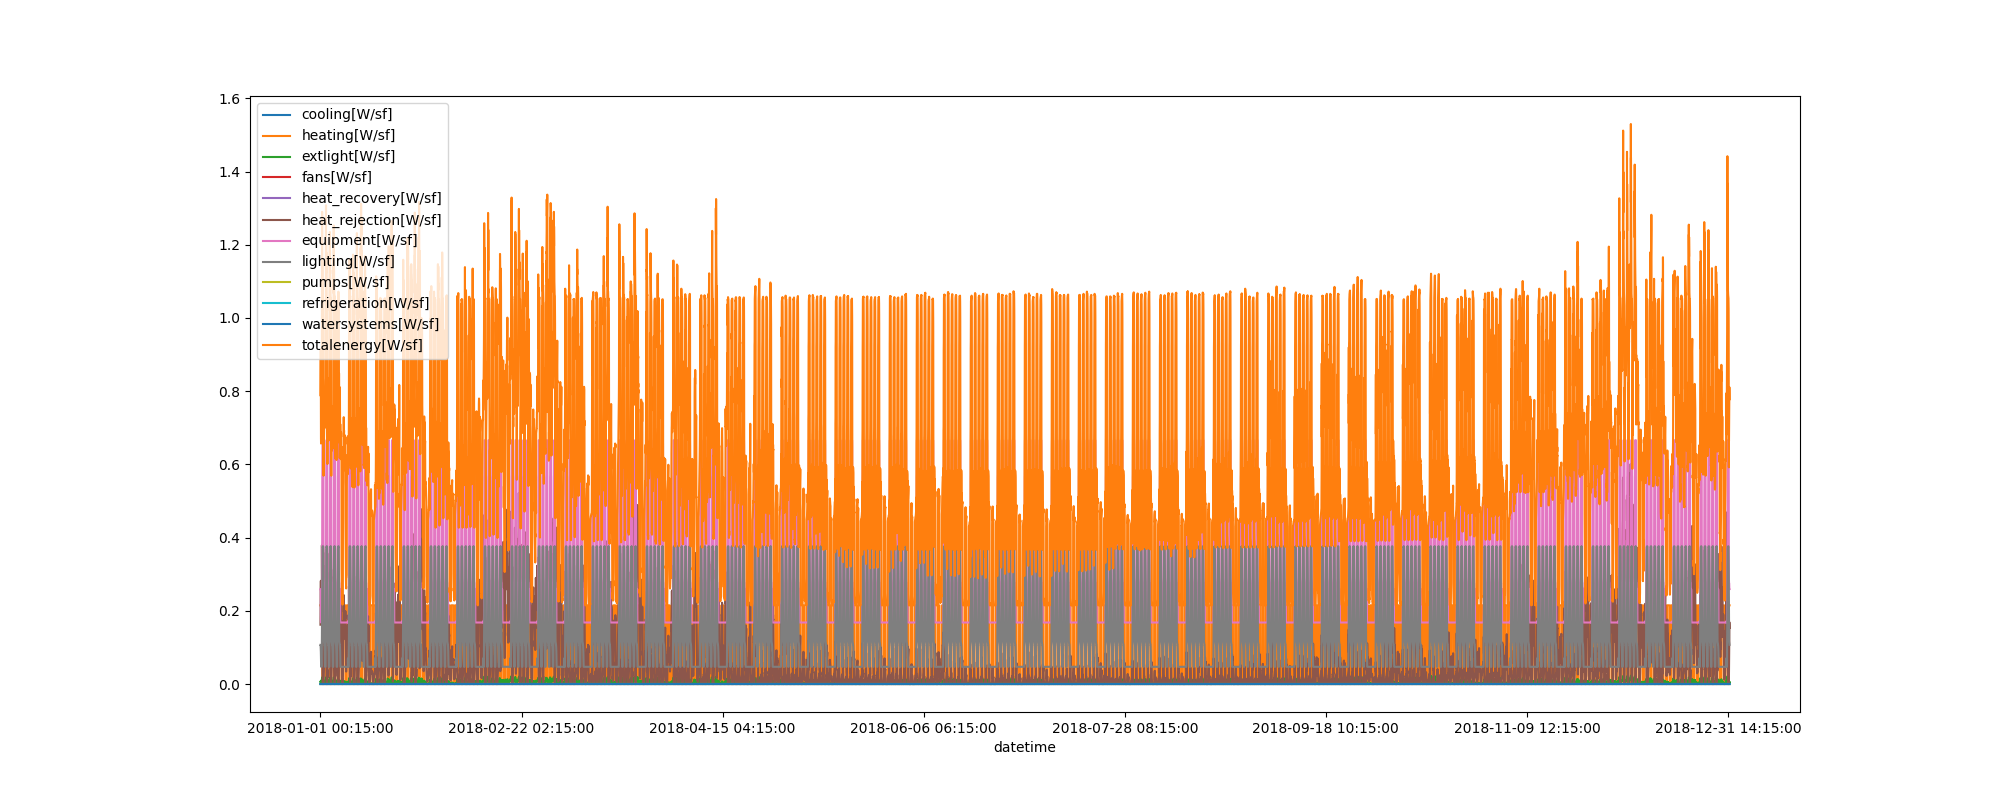 1.6
1.4
1.2
1.0
0.8
0.6
0.4
0.2
0.0
cooling[W/sf]
heating[W/sf]
extlight[W/sf]
fans[W/sf]
heat_recovery[W/sf]
heat_rejection[W/sf]
equipment[W/sf]
lighting[W/sf]
pumps[W/sf]
refrigeration[W/sf]
watersystems[W/sf]
totalenergy[W/sf]
2018-01-01 00:15:00 2018-02-22 02:15:00 2018-04-15 04:15:00 2018-06-06 06:15:00 2018-07-28 08:15:00 2018-09-18 10:15:00 2018-11-09 12:15:00 2018-12-31 14:15:00
datetime